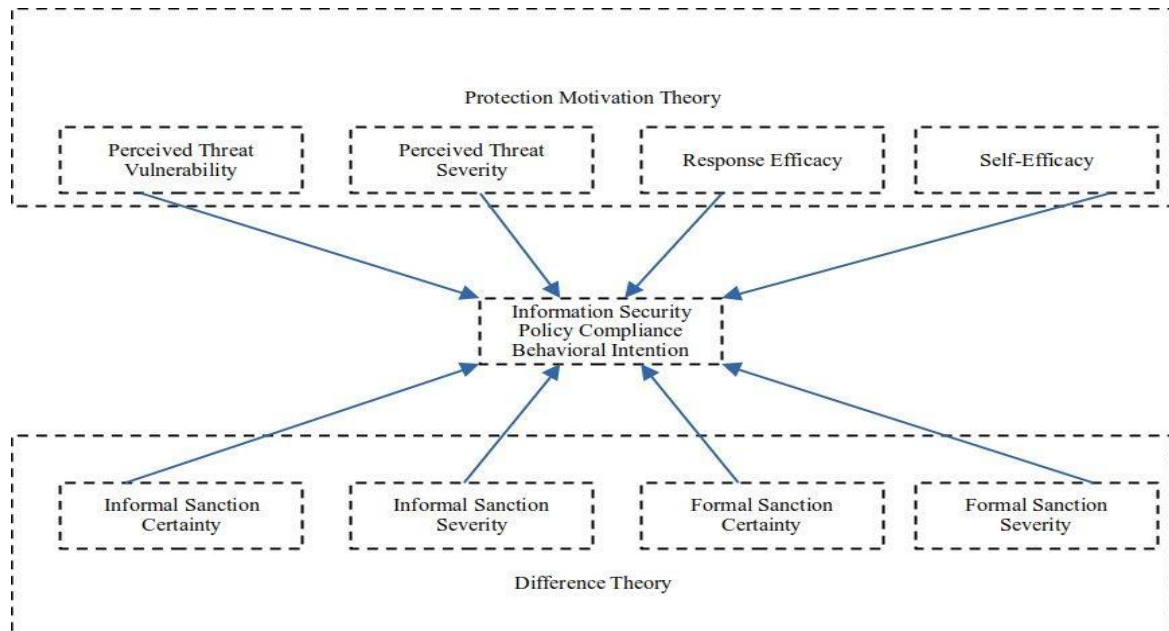 Protection Motivation Theory
Perceived Threat
Vulnerability
Perceived Threat
Severity
Response Efficacy
Self-Efficacy
Information Security
Policy Compliance
Behavioral Intention
Informal Sanction
Certainty
Informal Sanction
Severity
Formal Sanction
Certainty
Formal Sanction
Severity
Difference Theory